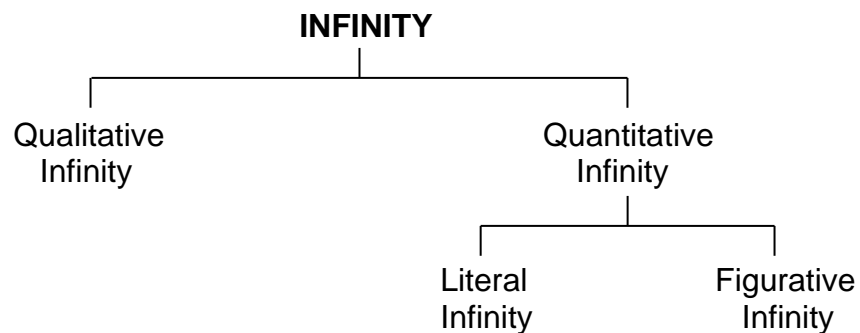 INFINITY
Qualitative
Infinity
Quantitative
Infinity
Literal
Infinity
Figurative
Infinity